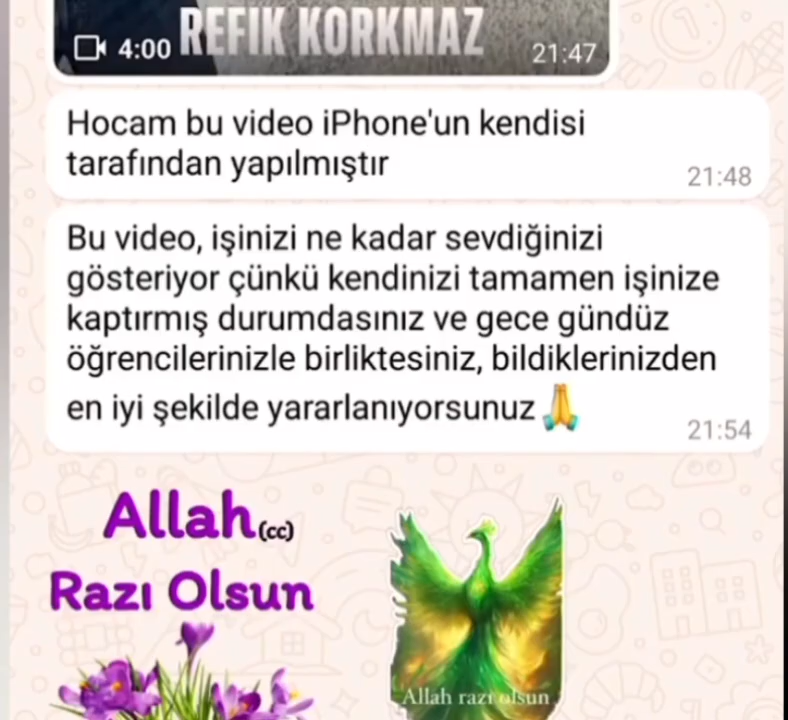 REFIK KORKMAZ
4:00
21:47
Hocam bu video iPhone'un kendisi
tarafından yapılmıştır
21:48
Bu video, işinizi ne kadar sevdiğinizi
gösteriyor çünkü kendinizi tamamen işinize
kaptırmış durumdasınız ve gece gündüz
öğrencilerinizle birliktesiniz, bildiklerinizden
en iyi şekilde yararlanıyorsunuz🙏
21:54
Allah(cc)
Razı Olsun
Allah razı olsun